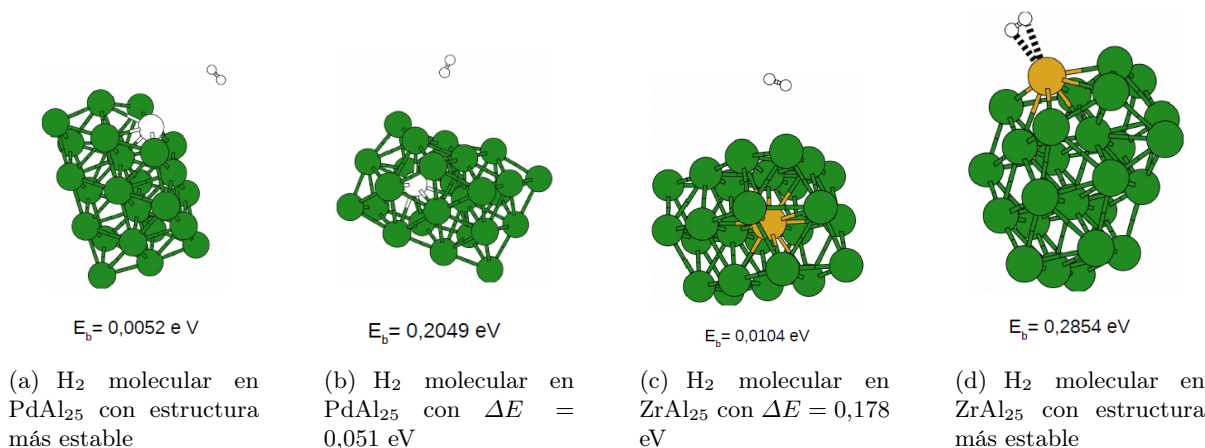 E_b= 0,0052 e V
E_b= 0,2049 eV
E_b= 0,0104 eV
E_b= 0,2854 eV
(a) H₂ molecular en
PdAl₂₅ con estructura
más estable
(b) H₂ molecular en
PdAl₂₅ con ΔE =
0,051 eV
(c) H₂ molecular en
ZrAl₂₅ con ΔE = 0,178
eV
(d) H₂ molecular en
ZrAl₂₅ con estructura
más estable